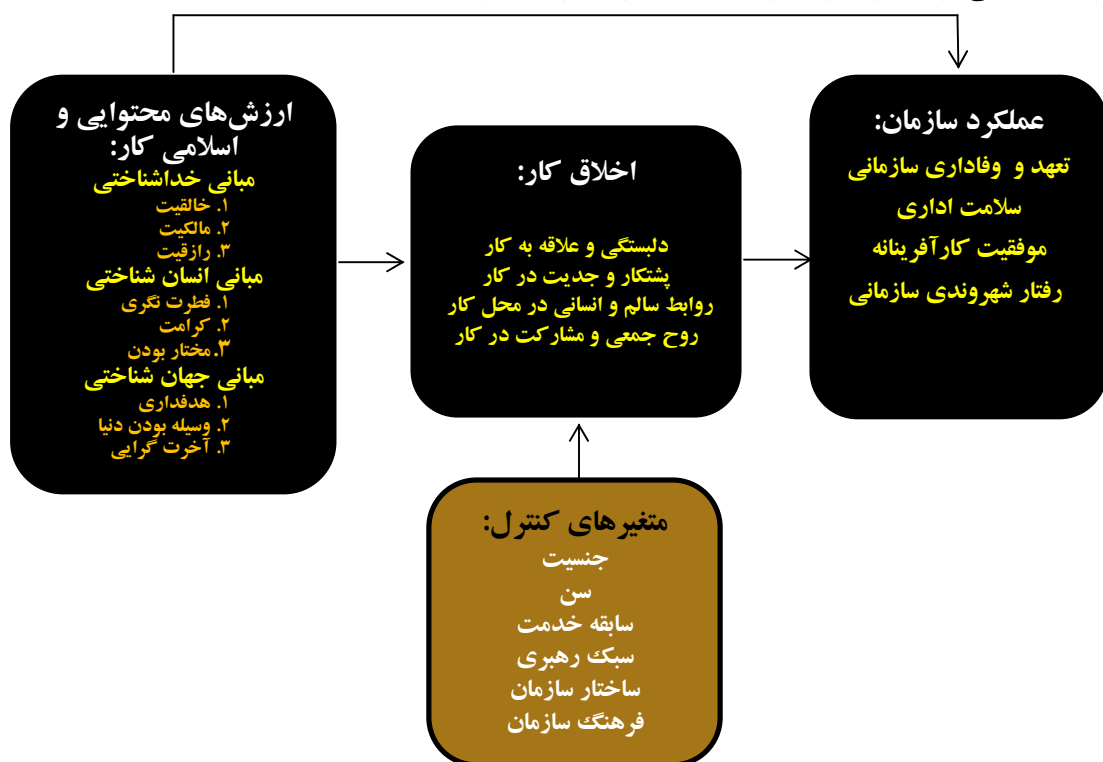 ارزش‌های محتوایی و
اسلامی کار:
مبانی خداشناختی
۱. خالقیت
۲. مالکیت
۳. رازقیت
مبانی انسان شناختی
۱. فطرت نگری
۲. کرامت
۳.مختار بودن
مبانی جهان شناختی
۱. هدفداری
۲. وسیله بودن دنیا
۳. آخرت گرایی
اخلاق کار:
دلبستگی و علاقه به کار
پشتکار و جدیت در کار
روابط سالم و انسانی در محل کار
روح جمعی و مشارکت در کار
عملکرد سازمان:
تعهد و وفاداری سازمانی
سلامت اداری
موفقیت کارآفرینانه
رفتار شهروندی سازمانی
متغیرهای کنترل:
جنسیت
سن
سابقه خدمت
سبک رهبری
ساختار سازمان
فرهنگ سازمان